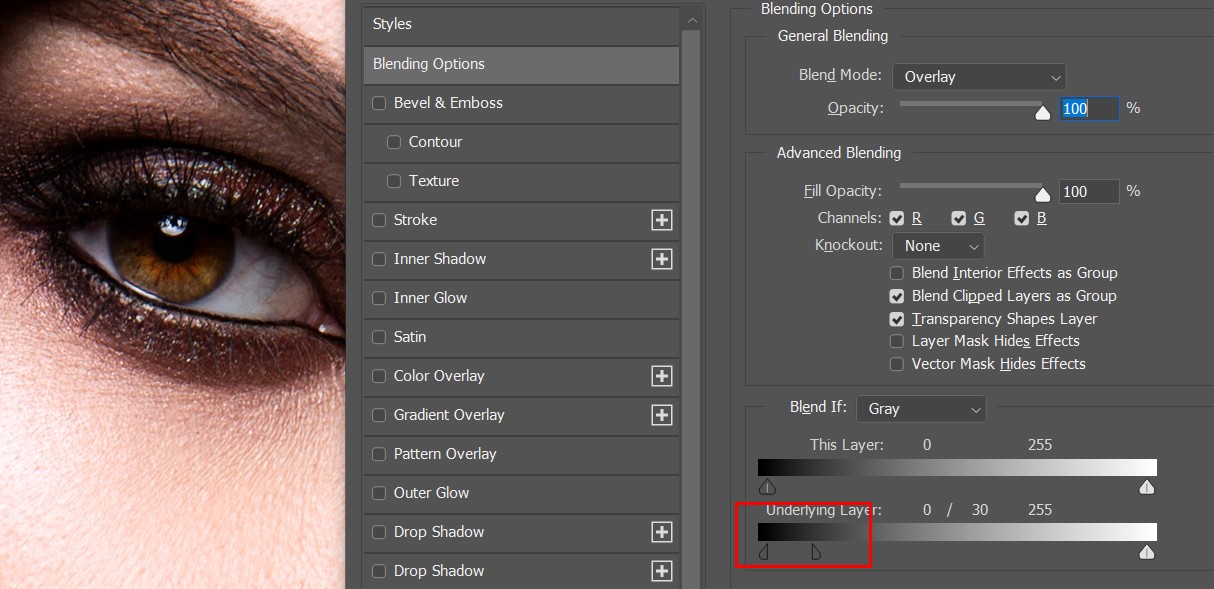 Styles
Blending Options
Bevel & Emboss
Contour
Texture
Stroke
Inner Shadow
Inner Glow
Satin
Color Overlay
Gradient Overlay
Pattern Overlay
Outer Glow
Drop Shadow
Drop Shadow
Blending Options
General Blending
Blend Mode: Overlay
Opacity: 100 %
Advanced Blending
Fill Opacity: 100 %
Channels: R G B
Knockout: None
Blend Interior Effects as Group
Blend Clipped Layers as Group
Transparency Shapes Layer
Layer Mask Hides Effects
Vector Mask Hides Effects
Blend If: Gray
This Layer: 0 255
Underlying Layer: 0 / 30 255